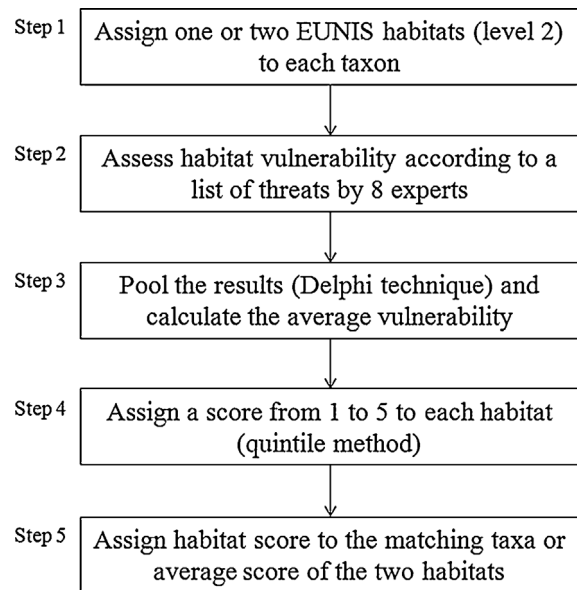 Step 1
Assign one or two EUNIS habitats (level 2)
to each taxon
Step 2
Assess habitat vulnerability according to a
list of threats by 8 experts
Step 3
Pool the results (Delphi technique) and
calculate the average vulnerability
Step 4
Assign a score from 1 to 5 to each habitat
(quintile method)
Step 5
Assign habitat score to the matching taxa or
average score of the two habitats